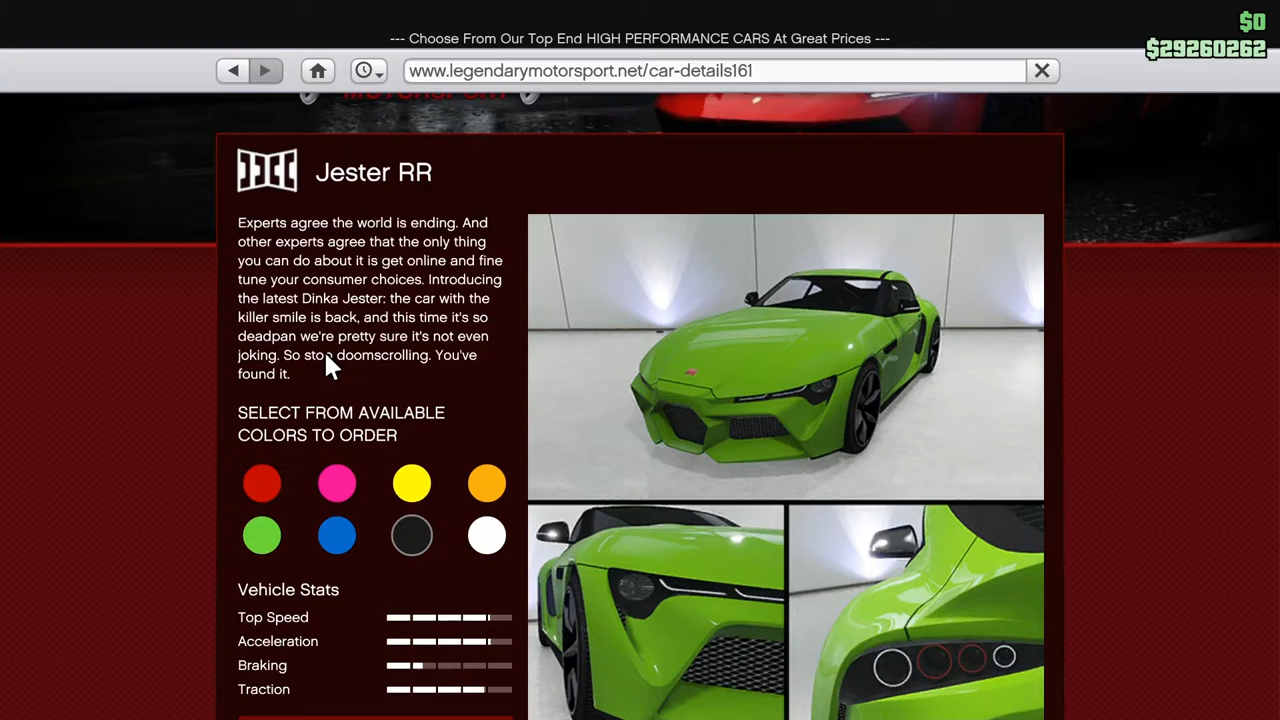 $0
$29260262
--- Choose From Our Top End HIGH PERFORMANCE CARS At Great Prices ---
www.legendarymotorsport.net/car-details161
MOTORSPORT
Jester RR
Experts agree the world is ending. And
other experts agree that the only thing
you can do about it is get online and fine
tune your consumer choices. Introducing
the latest Dinka Jester: the car with the
killer smile is back, and this time it's so
deadpan we're pretty sure it's not even
joking. So stop doomscrolling. You've
found it.
SELECT FROM AVAILABLE
COLORS TO ORDER
Vehicle Stats
Top Speed
Acceleration
Braking
Traction